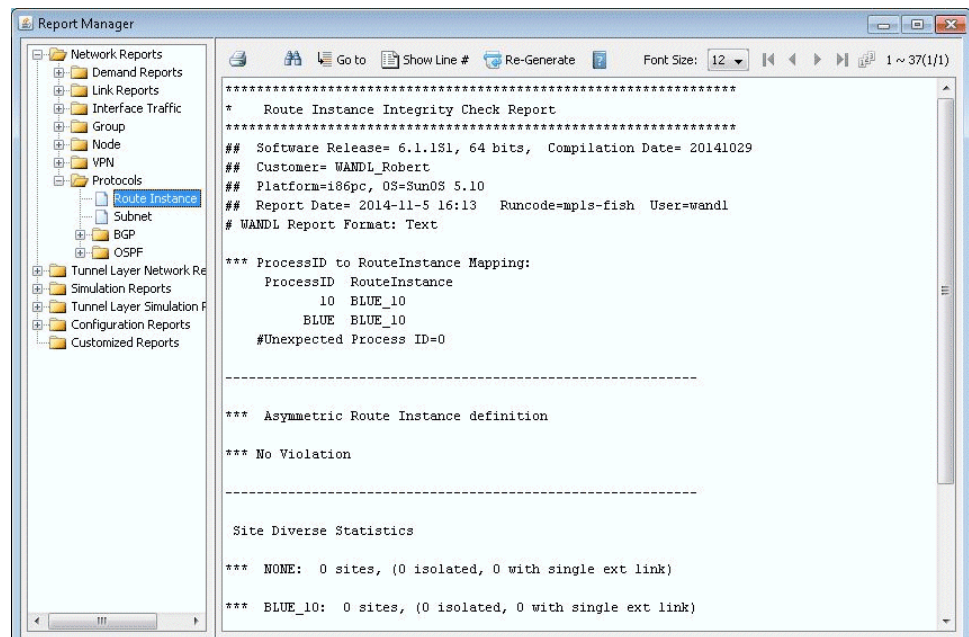 Report Manager
Network Reports
Demand Reports
Link Reports
Interface Traffic
Group
Node
VPN
Protocols
Route Instance
Subnet
BGP
OSPF
Tunnel Layer Network Re
Simulation Reports
Tunnel Layer Simulation R
Configuration Reports
Customized Reports
Go to Show Line # Re-Generate ? Font Size: 12 1 ~ 37(1/1)
*****************************************************************
* Route Instance Integrity Check Report
*****************************************************************
## Software Release= 6.1.1S1, 64 bits, Compilation Date= 20141029
## Customer= WANDL_Robert
## Platform=i86pc, OS=SunOS 5.10
## Report Date= 2014-11-5 16:13 Runcode=mpls-fish User=wandl
# WANDL Report Format: Text
*** ProcessID to RouteInstance Mapping:
ProcessID RouteInstance
10 BLUE_10
BLUE BLUE_10
#Unexpected Process ID=0
------------------------------------------------------------
*** Asymmetric Route Instance definition
*** No Violation
------------------------------------------------------------
Site Diverse Statistics
*** NONE: 0 sites, (0 isolated, 0 with single ext link)
*** BLUE_10: 0 sites, (0 isolated, 0 with single ext link)